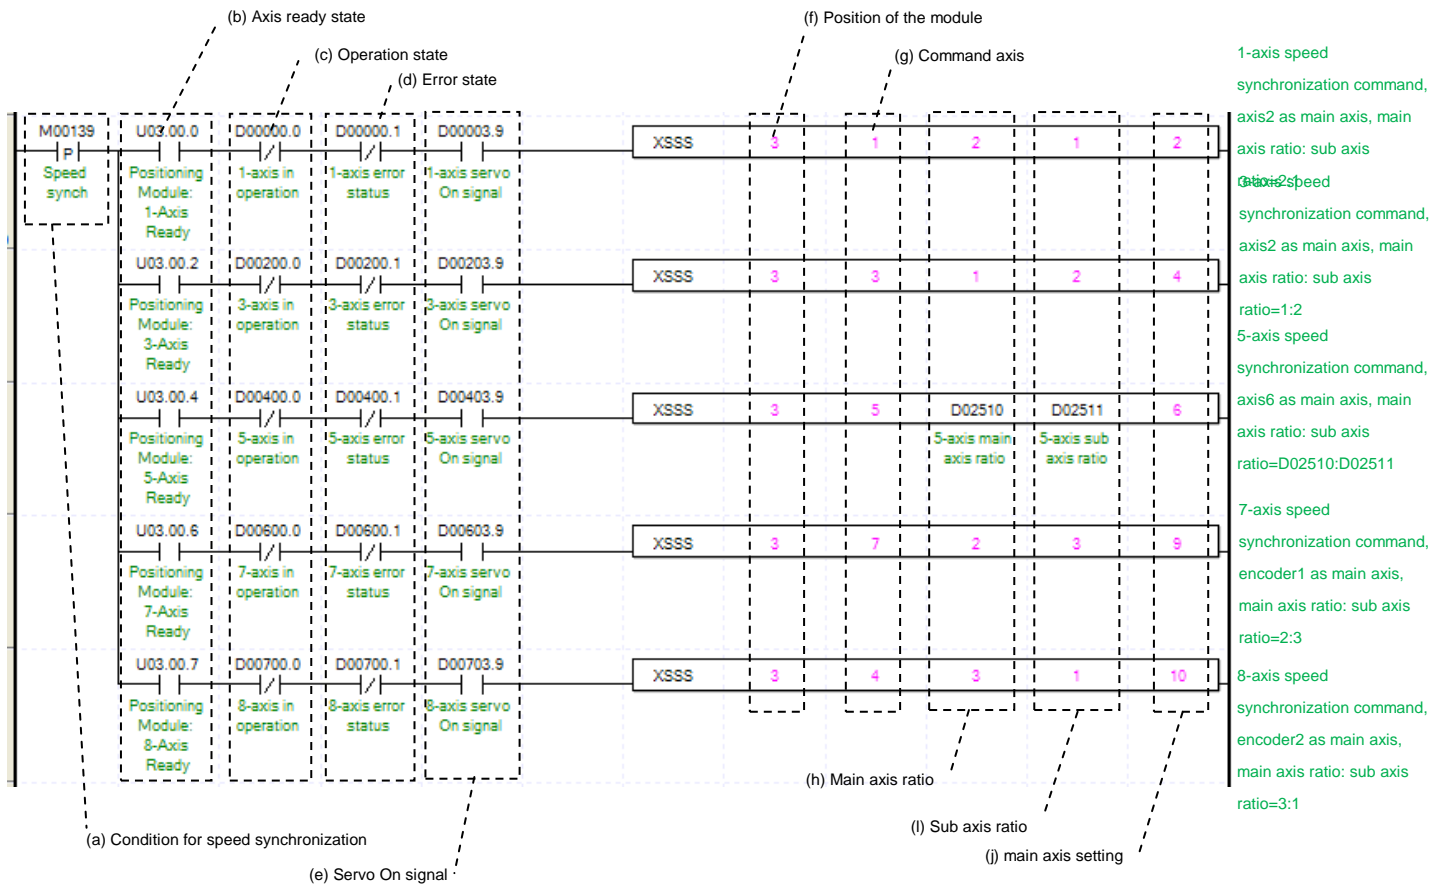 (b) Axis ready state
(f) Position of the module
(c) Operation state
(g) Command axis
(d) Error state
M00139 U03.00.0 D00000.0 D00000.1 D00003.9 XSSS 3 1 2 1 2
P
Speed synch
Positioning Module: 1-Axis Ready
1-axis in operation
1-axis error status
1-axis servo On signal
1-axis speed
synchronization command,
axis2 as main axis, main
axis ratio: sub axis
ratio=2:1
U03.00.2 D00200.0 D00200.1 D00203.9 XSSS 3 3 1 2 4
Positioning Module: 3-Axis Ready
3-axis in operation
3-axis error status
3-axis servo On signal
3-axis speed
synchronization command,
axis2 as main axis, main
axis ratio: sub axis
ratio=1:2
U03.00.4 D00400.0 D00400.1 D00403.9 XSSS 3 5 D02510 D02511 6
Positioning Module: 5-Axis Ready
5-axis in operation
5-axis error status
5-axis servo On signal
5-axis main axis ratio
5-axis sub axis ratio
5-axis speed
synchronization command,
axis6 as main axis, main
axis ratio: sub axis
ratio=D02510:D02511
U03.00.6 D00600.0 D00600.1 D00603.9 XSSS 3 7 2 3 9
Positioning Module: 7-Axis Ready
7-axis in operation
7-axis error status
7-axis servo On signal
7-axis speed
synchronization command,
encoder1 as main axis,
main axis ratio: sub axis
ratio=2:3
U03.00.7 D00700.0 D00700.1 D00703.9 XSSS 3 4 3 1 10
Positioning Module: 8-Axis Ready
8-axis in operation
8-axis error status
8-axis servo On signal
8-axis speed
synchronization command,
encoder2 as main axis,
main axis ratio: sub axis
ratio=3:1
(h) Main axis ratio
(l) Sub axis ratio
(j) main axis setting
(a) Condition for speed synchronization
(e) Servo On signal